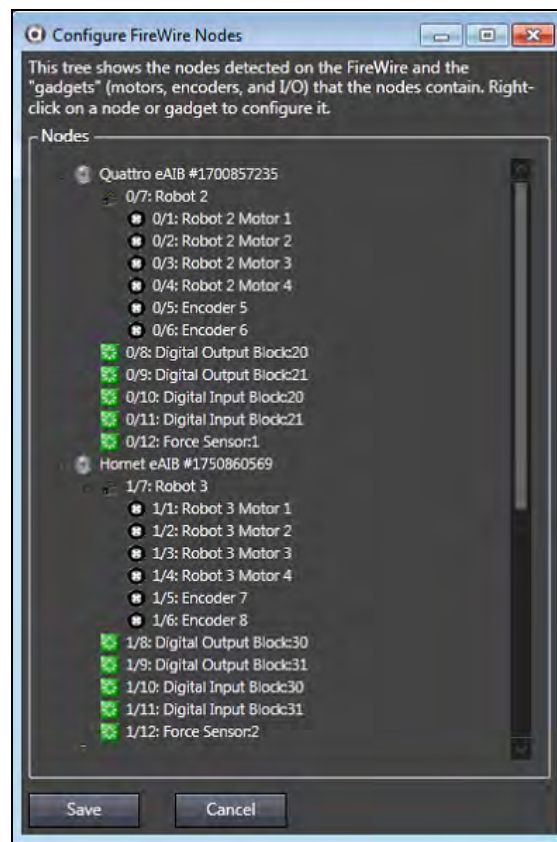 Configure FireWire Nodes
This tree shows the nodes detected on the FireWire and the
"gadgets" (motors, encoders, and I/O) that the nodes contain. Right-
click on a node or gadget to configure it.
Nodes
Quattro eAIB #1700857235
0/7: Robot 2
0/1: Robot 2 Motor 1
0/2: Robot 2 Motor 2
0/3: Robot 2 Motor 3
0/4: Robot 2 Motor 4
0/5: Encoder 5
0/6: Encoder 6
0/8: Digital Output Block:20
0/9: Digital Output Block:21
0/10: Digital Input Block:20
0/11: Digital Input Block:21
0/12: Force Sensor:1
Hornet eAIB #1750860569
1/7: Robot 3
1/1: Robot 3 Motor 1
1/2: Robot 3 Motor 2
1/3: Robot 3 Motor 3
1/4: Robot 3 Motor 4
1/5: Encoder 7
1/6: Encoder 8
1/8: Digital Output Block:30
1/9: Digital Output Block:31
1/10: Digital Input Block:30
1/11: Digital Input Block:31
1/12: Force Sensor:2
Save Cancel